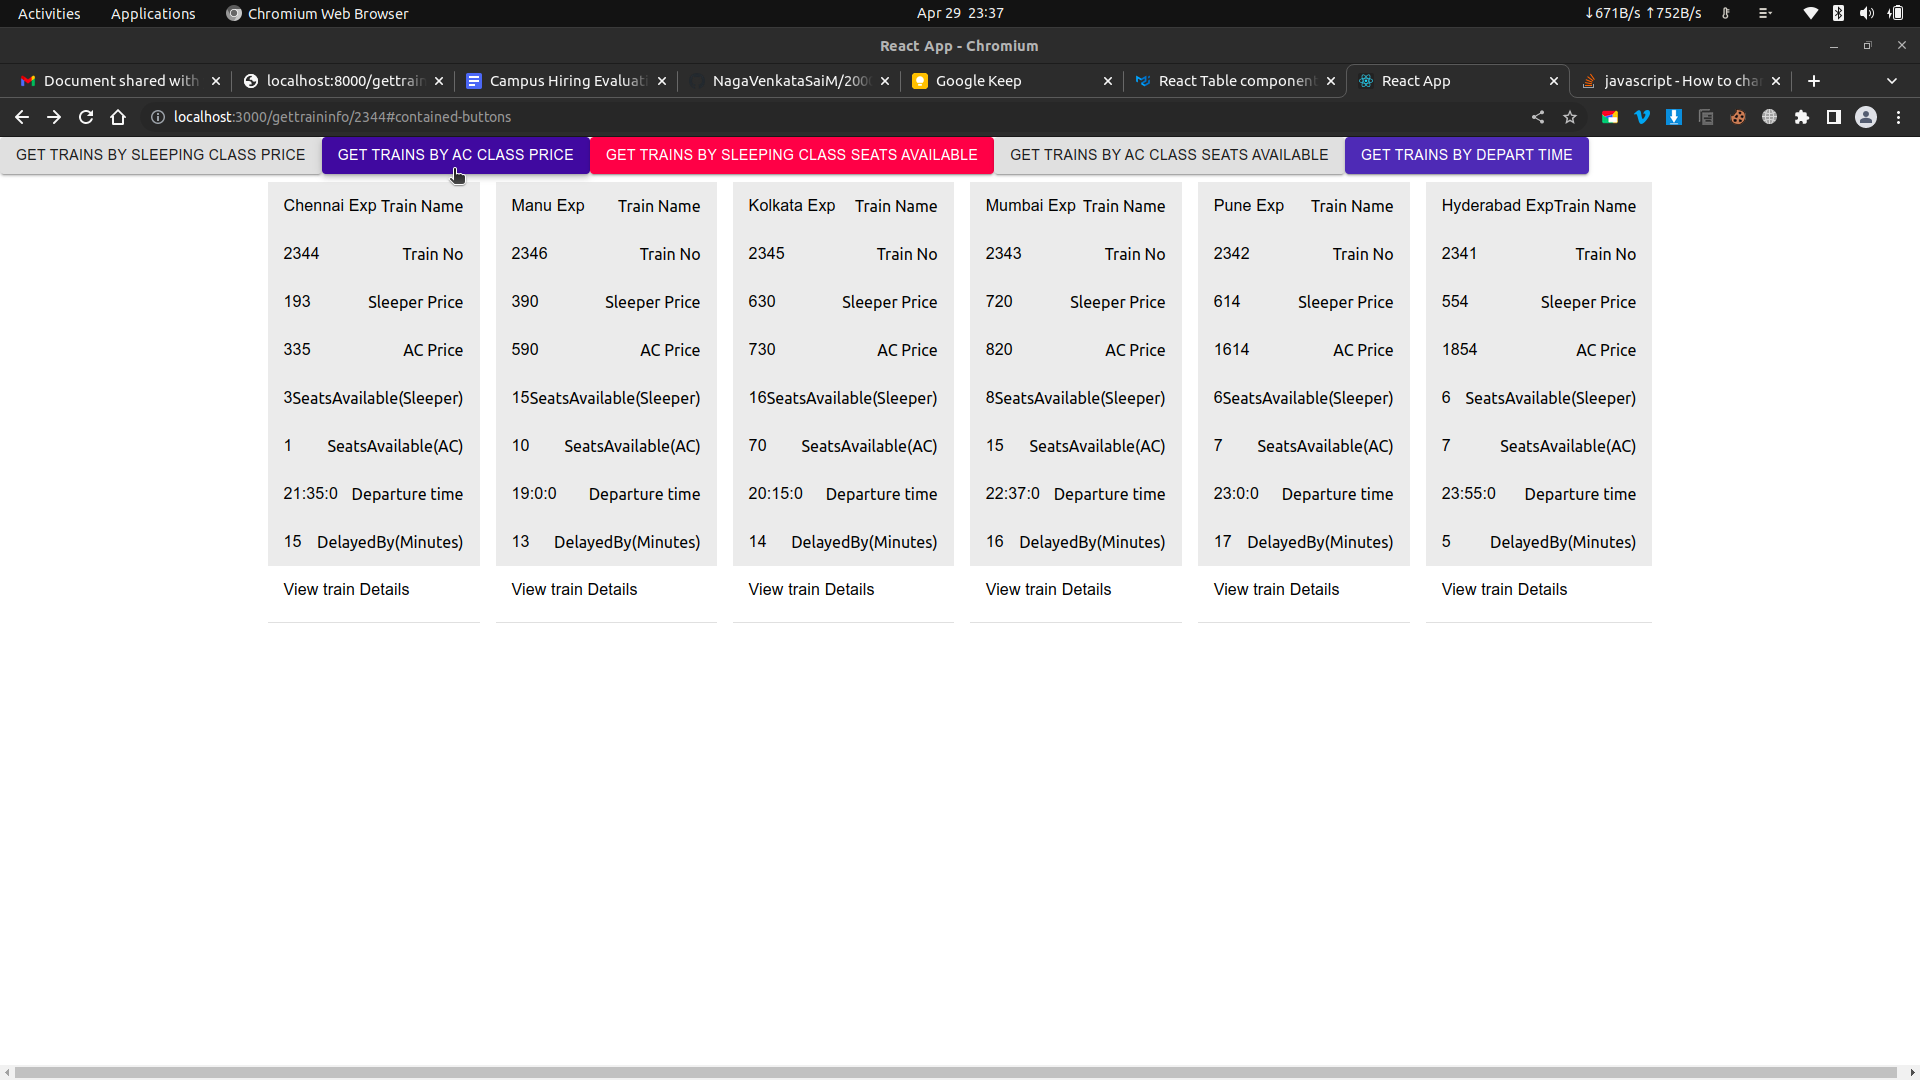 Activities Applications Chromium Web Browser Apr 29 23:37 ↓671B/s ↑752B/s
React App - Chromium
Document shared with localhost:8000/gettrain Campus Hiring Evaluati NagaVenkataSaiM/200 Google Keep React Table component React App javascript - How to cha
localhost:3000/gettraininfo/2344#contained-buttons
GET TRAINS BY SLEEPING CLASS PRICE GET TRAINS BY AC CLASS PRICE GET TRAINS BY SLEEPING CLASS SEATS AVAILABLE GET TRAINS BY AC CLASS SEATS AVAILABLE GET TRAINS BY DEPART TIME
Chennai Exp Train Name Manu Exp Train Name Kolkata Exp Train Name Mumbai Exp Train Name Pune Exp Train Name Hyderabad ExpTrain Name
2344 Train No 2346 Train No 2345 Train No 2343 Train No 2342 Train No 2341 Train No
193 Sleeper Price 390 Sleeper Price 630 Sleeper Price 720 Sleeper Price 614 Sleeper Price 554 Sleeper Price
335 AC Price 590 AC Price 730 AC Price 820 AC Price 1614 AC Price 1854 AC Price
3SeatsAvailable(Sleeper) 15SeatsAvailable(Sleeper) 16SeatsAvailable(Sleeper) 8SeatsAvailable(Sleeper) 6SeatsAvailable(Sleeper) 6 SeatsAvailable(Sleeper)
1 SeatsAvailable(AC) 10 SeatsAvailable(AC) 70 SeatsAvailable(AC) 15 SeatsAvailable(AC) 7 SeatsAvailable(AC) 7 SeatsAvailable(AC)
21:35:0 Departure time 19:0:0 Departure time 20:15:0 Departure time 22:37:0 Departure time 23:0:0 Departure time 23:55:0 Departure time
15 DelayedBy(Minutes) 13 DelayedBy(Minutes) 14 DelayedBy(Minutes) 16 DelayedBy(Minutes) 17 DelayedBy(Minutes) 5 DelayedBy(Minutes)
View train Details View train Details View train Details View train Details View train Details View train Details